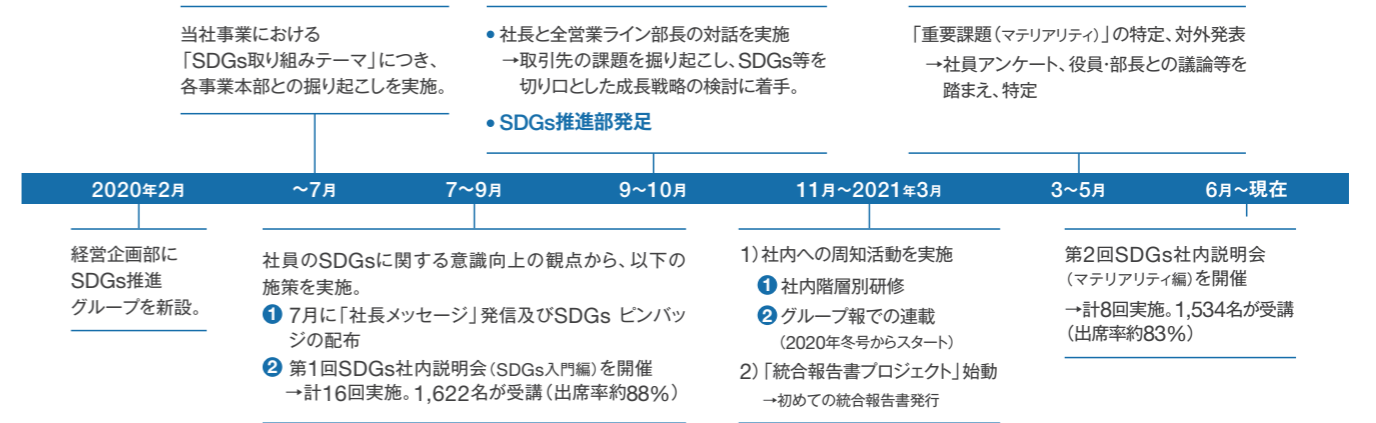 当社事業における
「SDGs取り組みテーマ」につき、
各事業本部との掘り起こしを実施。
● 社長と全営業ライン部長の対話を実施
→取引先の課題を掘り起こし、SDGs等を
切り口とした成長戦略の検討に着手。
● SDGs推進部発足
「重要課題(マテリアリティ)」の特定、対外発表
→社員アンケート、役員・部長との議論等を
踏まえ、特定
2020年2月 ～7月 7～9月 9～10月 11月～2021年3月 3～5月 6月～現在
経営企画部に
SDGs推進
グループを新設。
社員のSDGsに関する意識向上の観点から、以下の
施策を実施。
❶ 7月に「社長メッセージ」発信及びSDGs ピンバッ
ジの配布
❷ 第1回SDGs社内説明会(SDGs入門編)を開催
→計16回実施。1,622名が受講(出席率約88%)
1)社内への周知活動を実施
❶ 社内階層別研修
❷ グループ報での連載
(2020年冬号からスタート)
2)「統合報告書プロジェクト」始動
→初めての統合報告書発行
第2回SDGs社内説明会
(マテリアリティ編)を開催
→計8回実施。1,534名が受講
(出席率約83%)